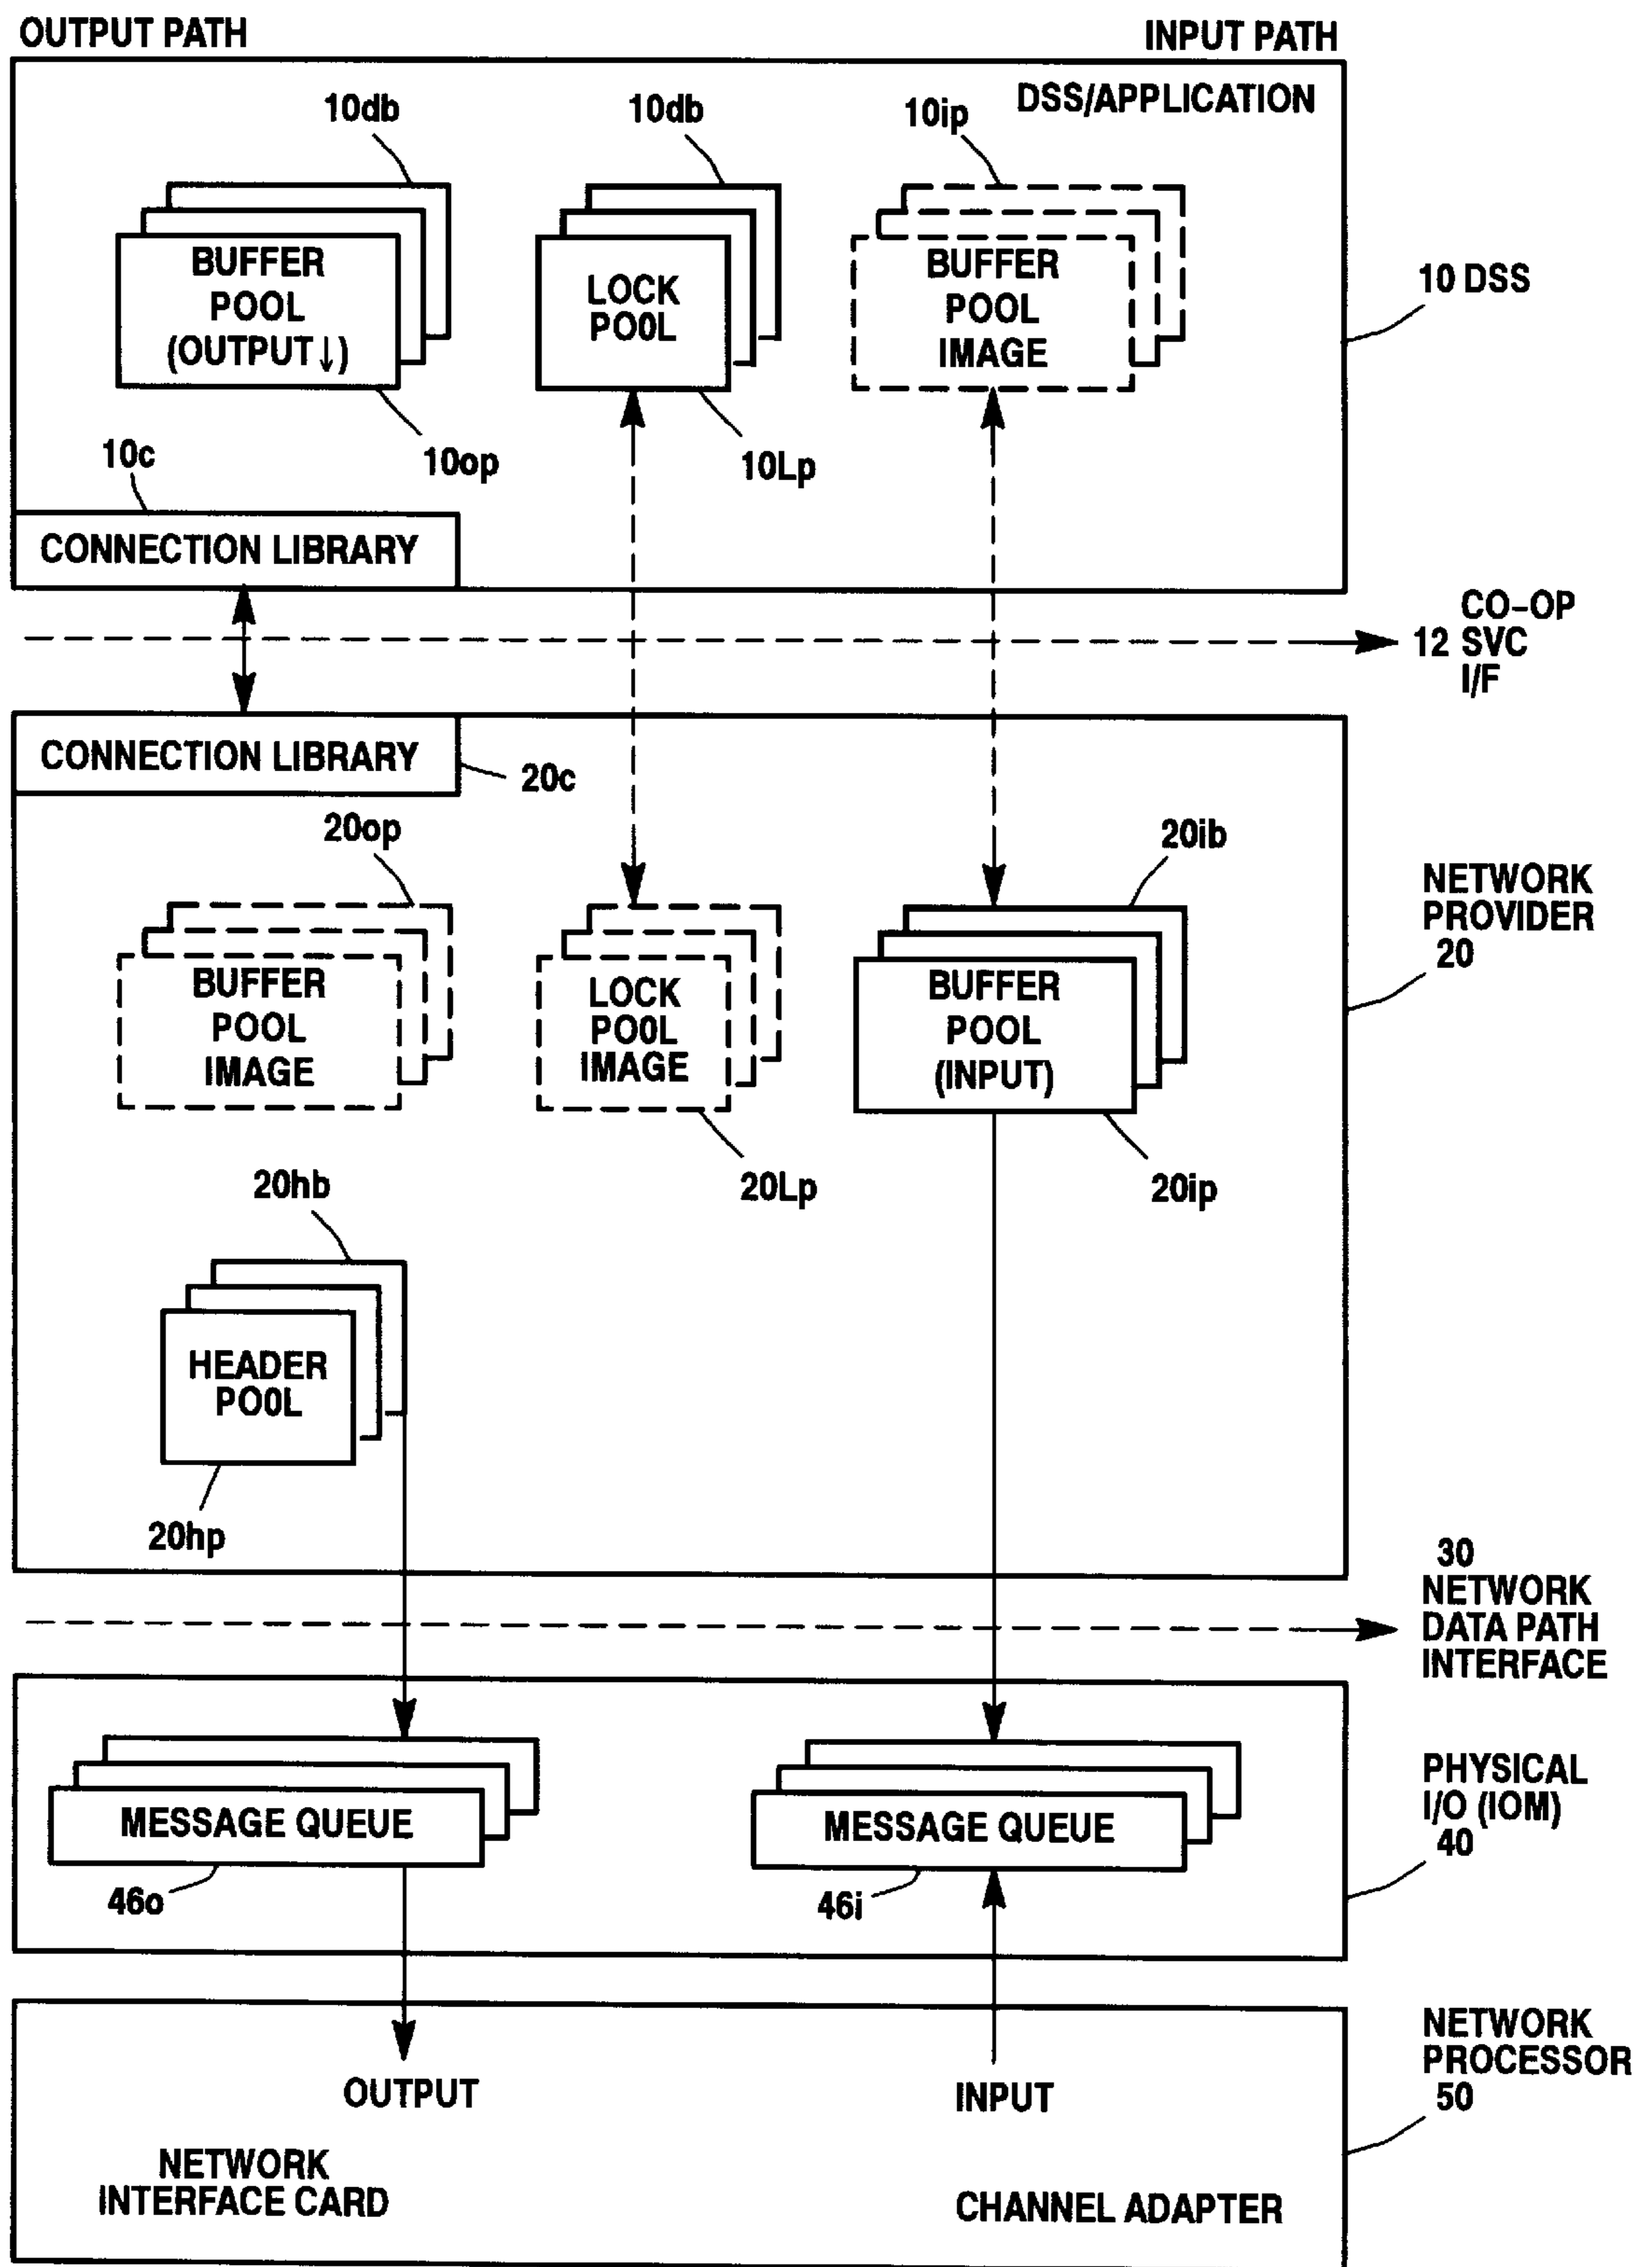 OUTPUT PATH
INPUT PATH
DSS/APPLICATION
10db
10db
10ip
BUFFER
POOL
(OUTPUT↓)
LOCK
POOL
BUFFER
POOL
IMAGE
10 DSS
10c
10op
10Lp
CONNECTION LIBRARY
CO-OP
12 SVC
I/F
CONNECTION LIBRARY
20c
20op
20ib
NETWORK
PROVIDER
20
BUFFER
POOL
IMAGE
LOCK
POOL
IMAGE
BUFFER
POOL
(INPUT)
20hb
20Lp
20ip
HEADER
POOL
20hp
30
NETWORK
DATA PATH
INTERFACE
MESSAGE QUEUE
MESSAGE QUEUE
PHYSICAL
I/O (IOM)
40
46o
46i
OUTPUT
INPUT
NETWORK
PROCESSOR
50
NETWORK
INTERFACE CARD
CHANNEL ADAPTER